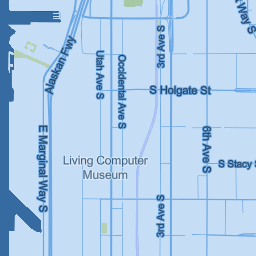 Alaskan Fwy
Utah Ave S
Occidental Ave S
3rd Ave S
Way S
S Holgate St
E Marginal Way S
6th Ave S
S Stacy
Living Computer
Museum
3rd Ave S